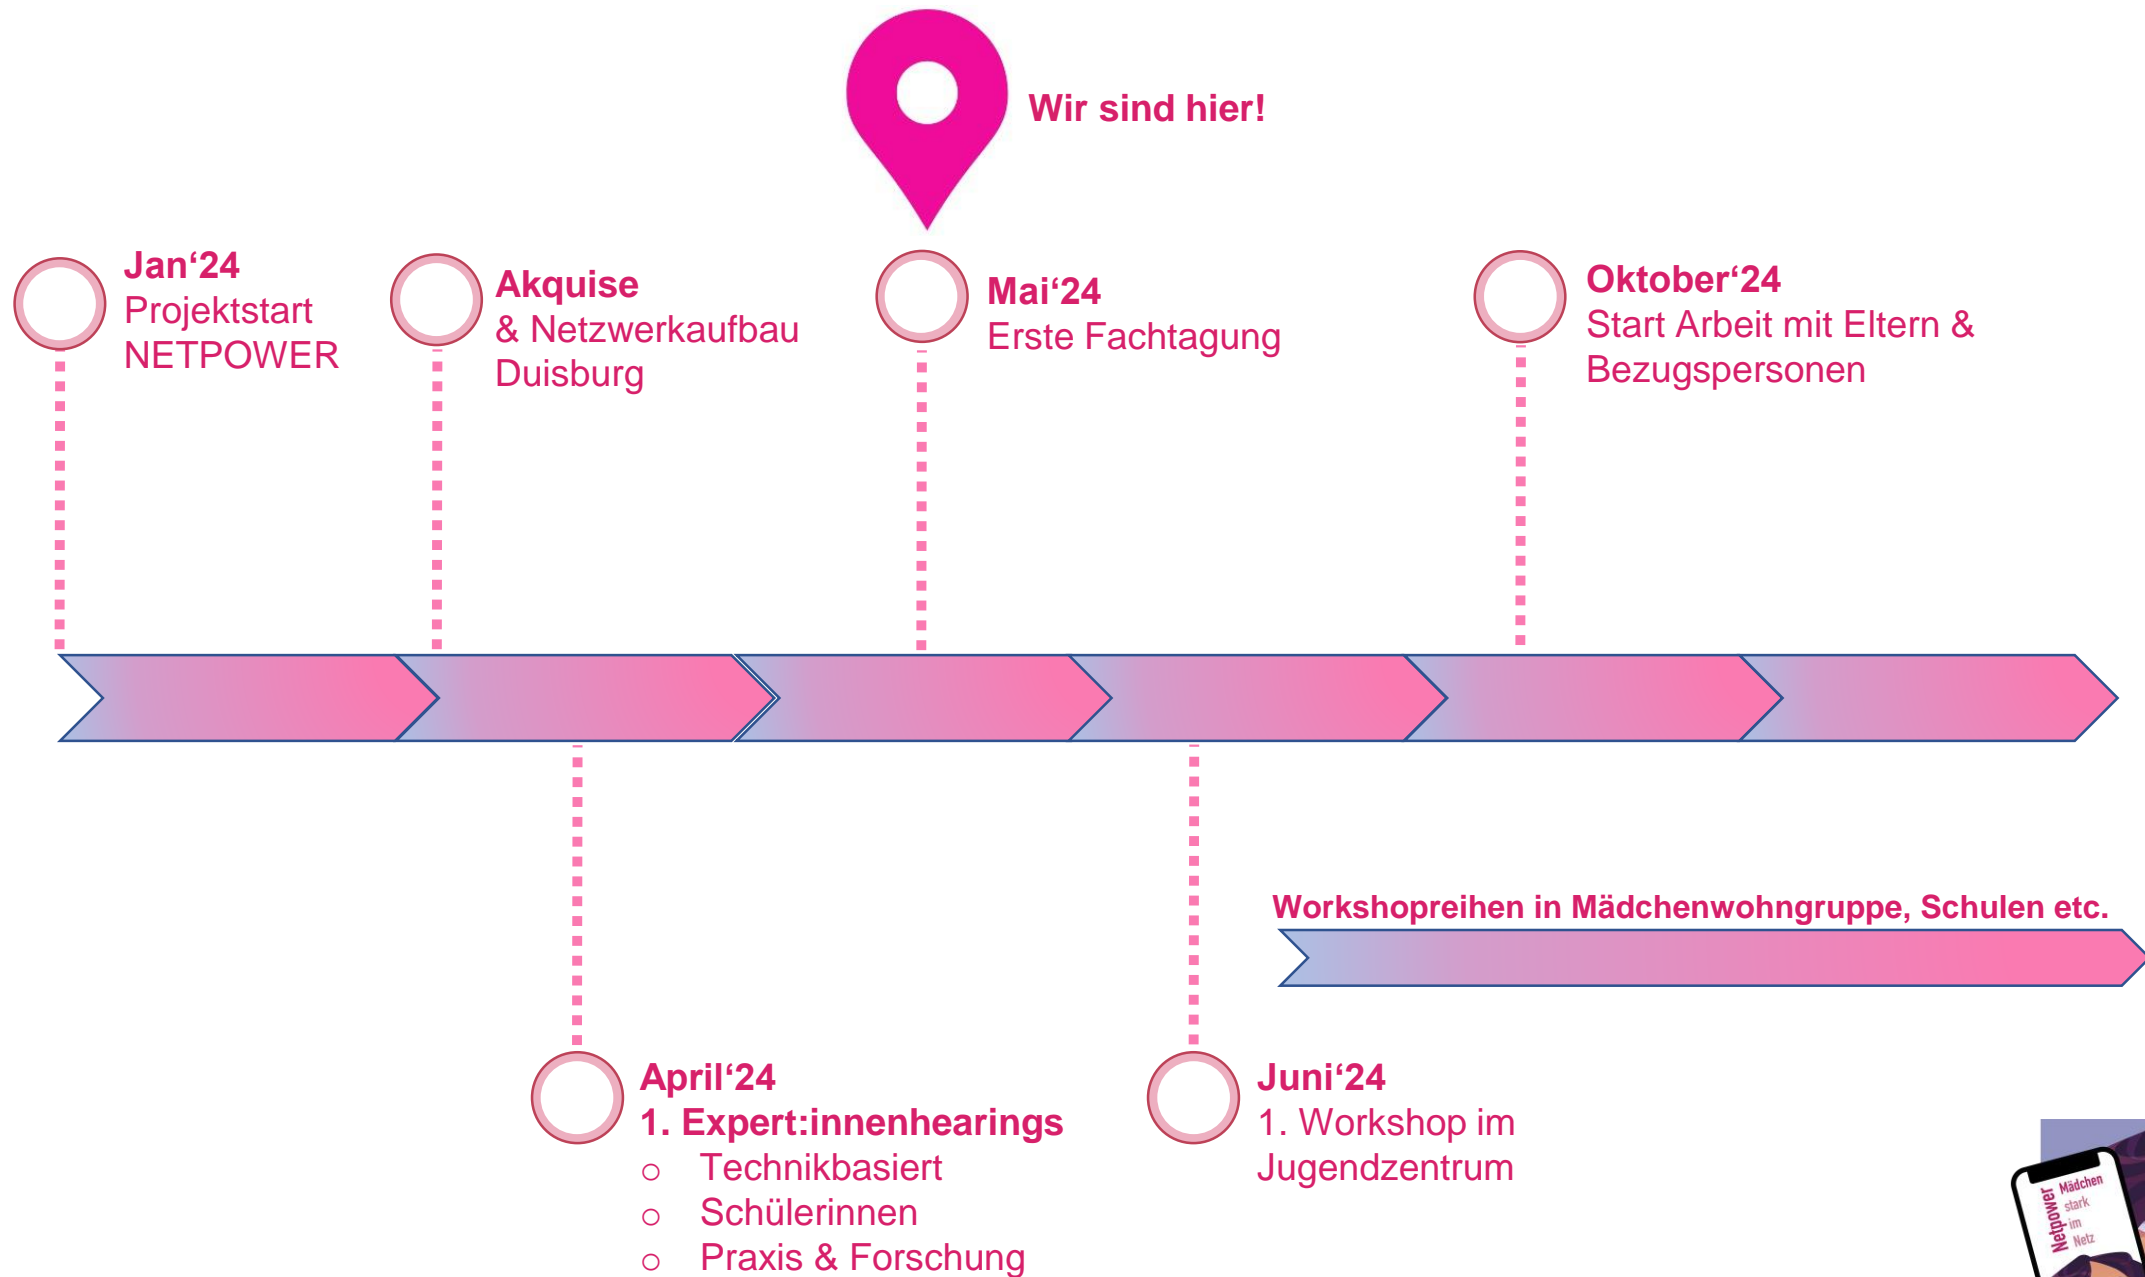 Wir sind hier!
Jan‘24
Projektstart
NETPOWER
Akquise
& Netzwerkaufbau
Duisburg
Mai‘24
Erste Fachtagung
Oktober‘24
Start Arbeit mit Eltern &
Bezugspersonen
Workshopreihen in Mädchenwohngruppe, Schulen etc.
April‘24
1. Expert:innenhearings
o Technikbasiert
o Schülerinnen
o Praxis & Forschung
Juni‘24
1. Workshop im
Jugendzentrum
Netpower
Mädchen
stark
im
Netz